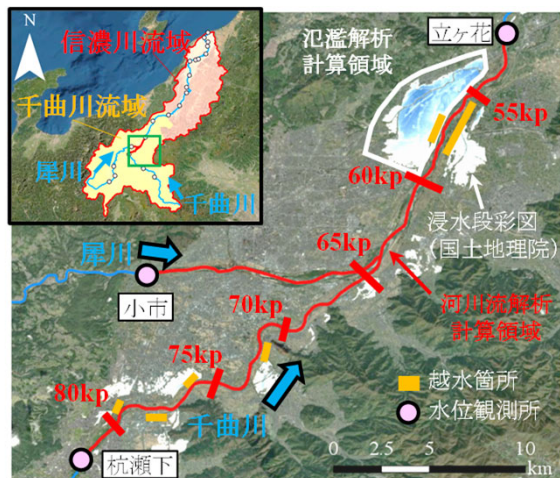 N
信濃川流域
千曲川流域
犀川
千曲川
氾濫解析
計算領域
立ヶ花
55kp
60kp
浸水段彩図
(国土地理院)
65kp
犀川
小市
70kp
河川流解析
計算領域
75kp
80kp
千曲川
杭瀬下
越水箇所
水位観測所
0 2.5 5 10
km